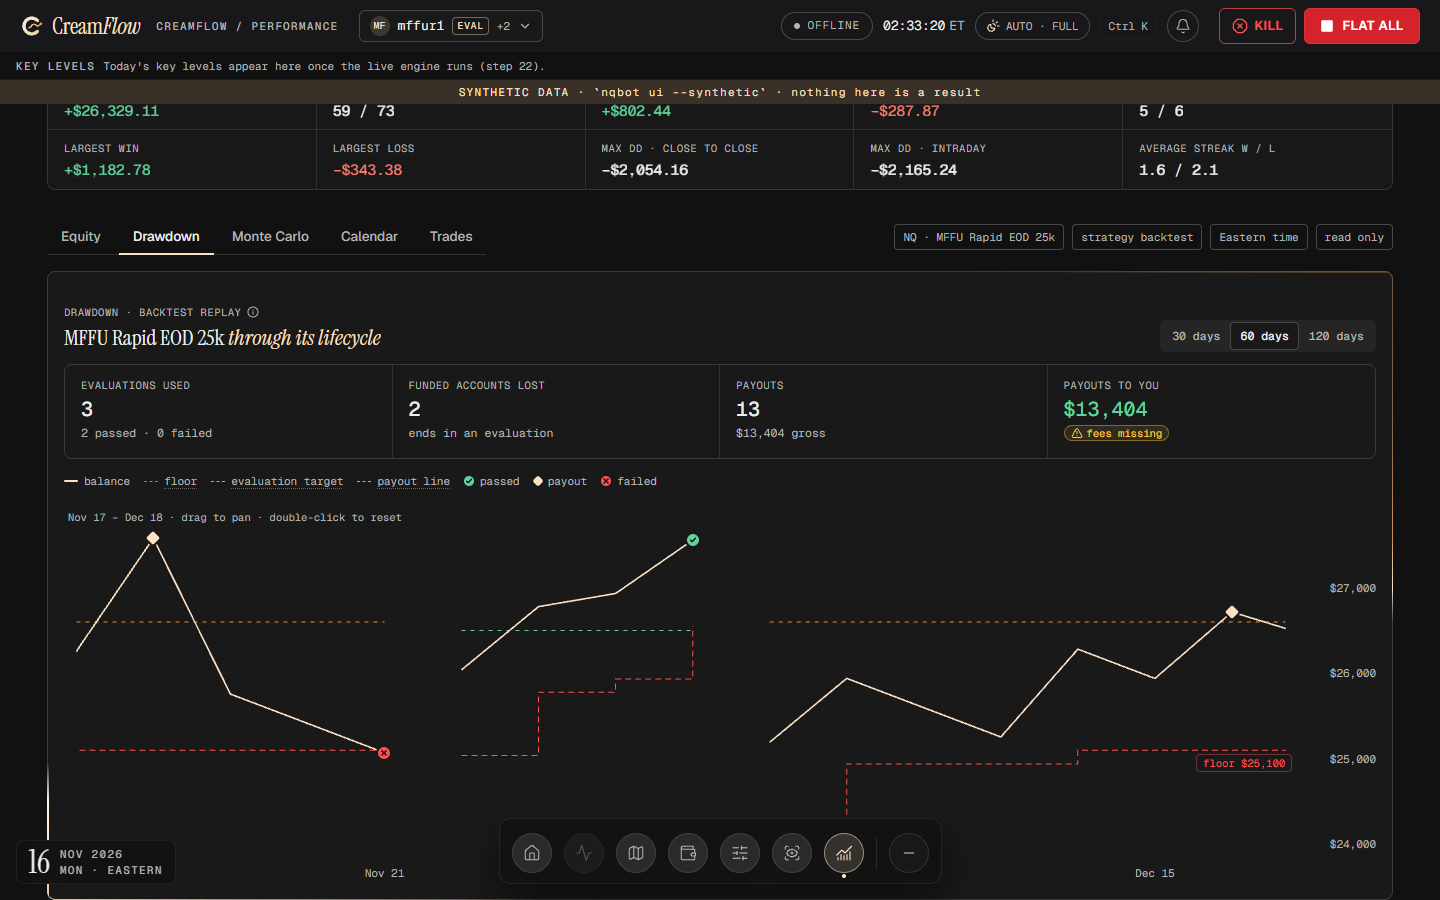 CreamFlow CREAMFLOW / PERFORMANCE MF mffur1 EVAL +2 OFFLINE 02:33:20 ET AUTO · FULL Ctrl K KILL FLAT ALL
KEY LEVELS Today's key levels appear here once the live engine runs (step 22).
SYNTHETIC DATA · `nqbot ui --synthetic` · nothing here is a result
+$26,329.11 59 / 73 +$802.44 −$287.87 5 / 6
LARGEST WIN LARGEST LOSS MAX DD · CLOSE TO CLOSE MAX DD · INTRADAY AVERAGE STREAK W / L
+$1,182.78 −$343.38 −$2,054.16 −$2,165.24 1.6 / 2.1
Equity Drawdown Monte Carlo Calendar Trades NQ · MFFU Rapid EOD 25k strategy backtest Eastern time read only
DRAWDOWN · BACKTEST REPLAY
MFFU Rapid EOD 25k through its lifecycle
30 days 60 days 120 days
EVALUATIONS USED FUNDED ACCOUNTS LOST PAYOUTS PAYOUTS TO YOU
3 2 13 $13,404
2 passed · 0 failed ends in an evaluation $13,404 gross fees missing
balance floor evaluation target payout line passed payout failed
Nov 17 – Dec 18 · drag to pan · double-click to reset
$27,000
$26,000
$25,000
floor $25,100
$24,000
Nov 21 Dec 15
16 NOV 2026
MON · EASTERN